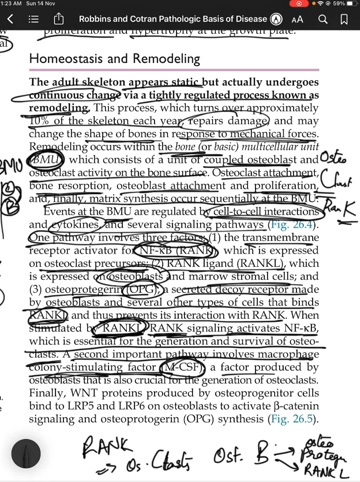 1:23 AM Sun 14 Nov
59%
Robbins and Cotran Pathologic Basis of Disease
AA
proliferation and hypertrophy at the growth plate.
Homeostasis and Remodeling
The adult skeleton appears static but actually undergoes
continuous change via a tightly regulated process known as
remodeling. This process, which turns over approximately
10% of the skeleton each year, repairs damage, and may
change the shape of bones in response to mechanical forces.
Remodeling occurs within the bone (or basic) multicellular unit
(BMU) which consists of a unit of coupled osteoblast and
osteoclast activity on the bone surface. Osteoclast attachment,
bone resorption, osteoblast attachment and proliferation,
and, finally, matrix synthesis occur sequentially at the BMU.
Events at the BMU are regulated by cell-to-cell interactions
and cytokines and several signaling pathways (Fig. 26.4).
One pathway involves three factors: (1) the transmembrane
receptor activator for NF-kB (RANK), which is expressed
on osteoclast precursors; 2) RANK ligand (RANKL), which
is expressed on osteoblasts and marrow stromal cells; and
(3) osteoprotegerin (OPG), a secreted decoy receptor made
by osteoblasts and several other types of cells that binds
RANKL and thus prevents its interaction with RANK. When
stimulated by RANKL, RANK signaling activates NF-κB,
which is essential for the generation and survival of osteo-
clasts. A second important pathway involves macrophage
colony-stimulating factor (M-CSF), a factor produced by
osteoblasts that is also crucial for the generation of osteoclasts.
Finally, WNT proteins produced by osteoprogenitor cells
bind to LRP5 and LRP6 on osteoblasts to activate β-catenin
signaling and osteoprotegerin (OPG) synthesis (Fig. 26.5).
BMU
1
2
Osteo
Clast
RanK
RANK
Os. Clasts
Ost. B
osteo
Protegen
RANK L